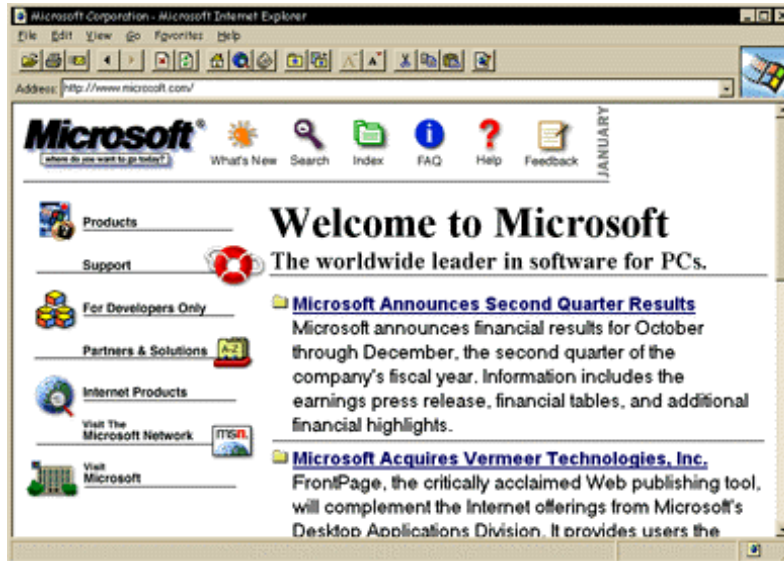 Microsoft Corporation - Microsoft Internet Explorer
File Edit View Go Favorites Help
Address: http://www.microsoft.com/
Microsoft®
where do you want to go today?
What's New Search Index FAQ Help Feedback
JANUARY
Products
Support
For Developers Only
A-Z
Partners & Solutions
Internet Products
Visit The
Microsoft Network
msn.
Visit
Microsoft
Welcome to Microsoft
The worldwide leader in software for PCs.
Microsoft Announces Second Quarter Results
Microsoft announces financial results for October
through December, the second quarter of the
company's fiscal year. Information includes the
earnings press release, financial tables, and additional
financial highlights.
Microsoft Acquires Vermeer Technologies, Inc.
FrontPage, the critically acclaimed Web publishing tool,
will complement the Internet offerings from Microsoft's
Desktop Applications Division. It provides users the